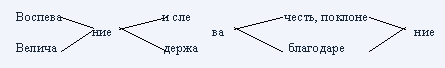 Воспева и сле честь, поклоне
ние ва ние
Велича держа благодаре